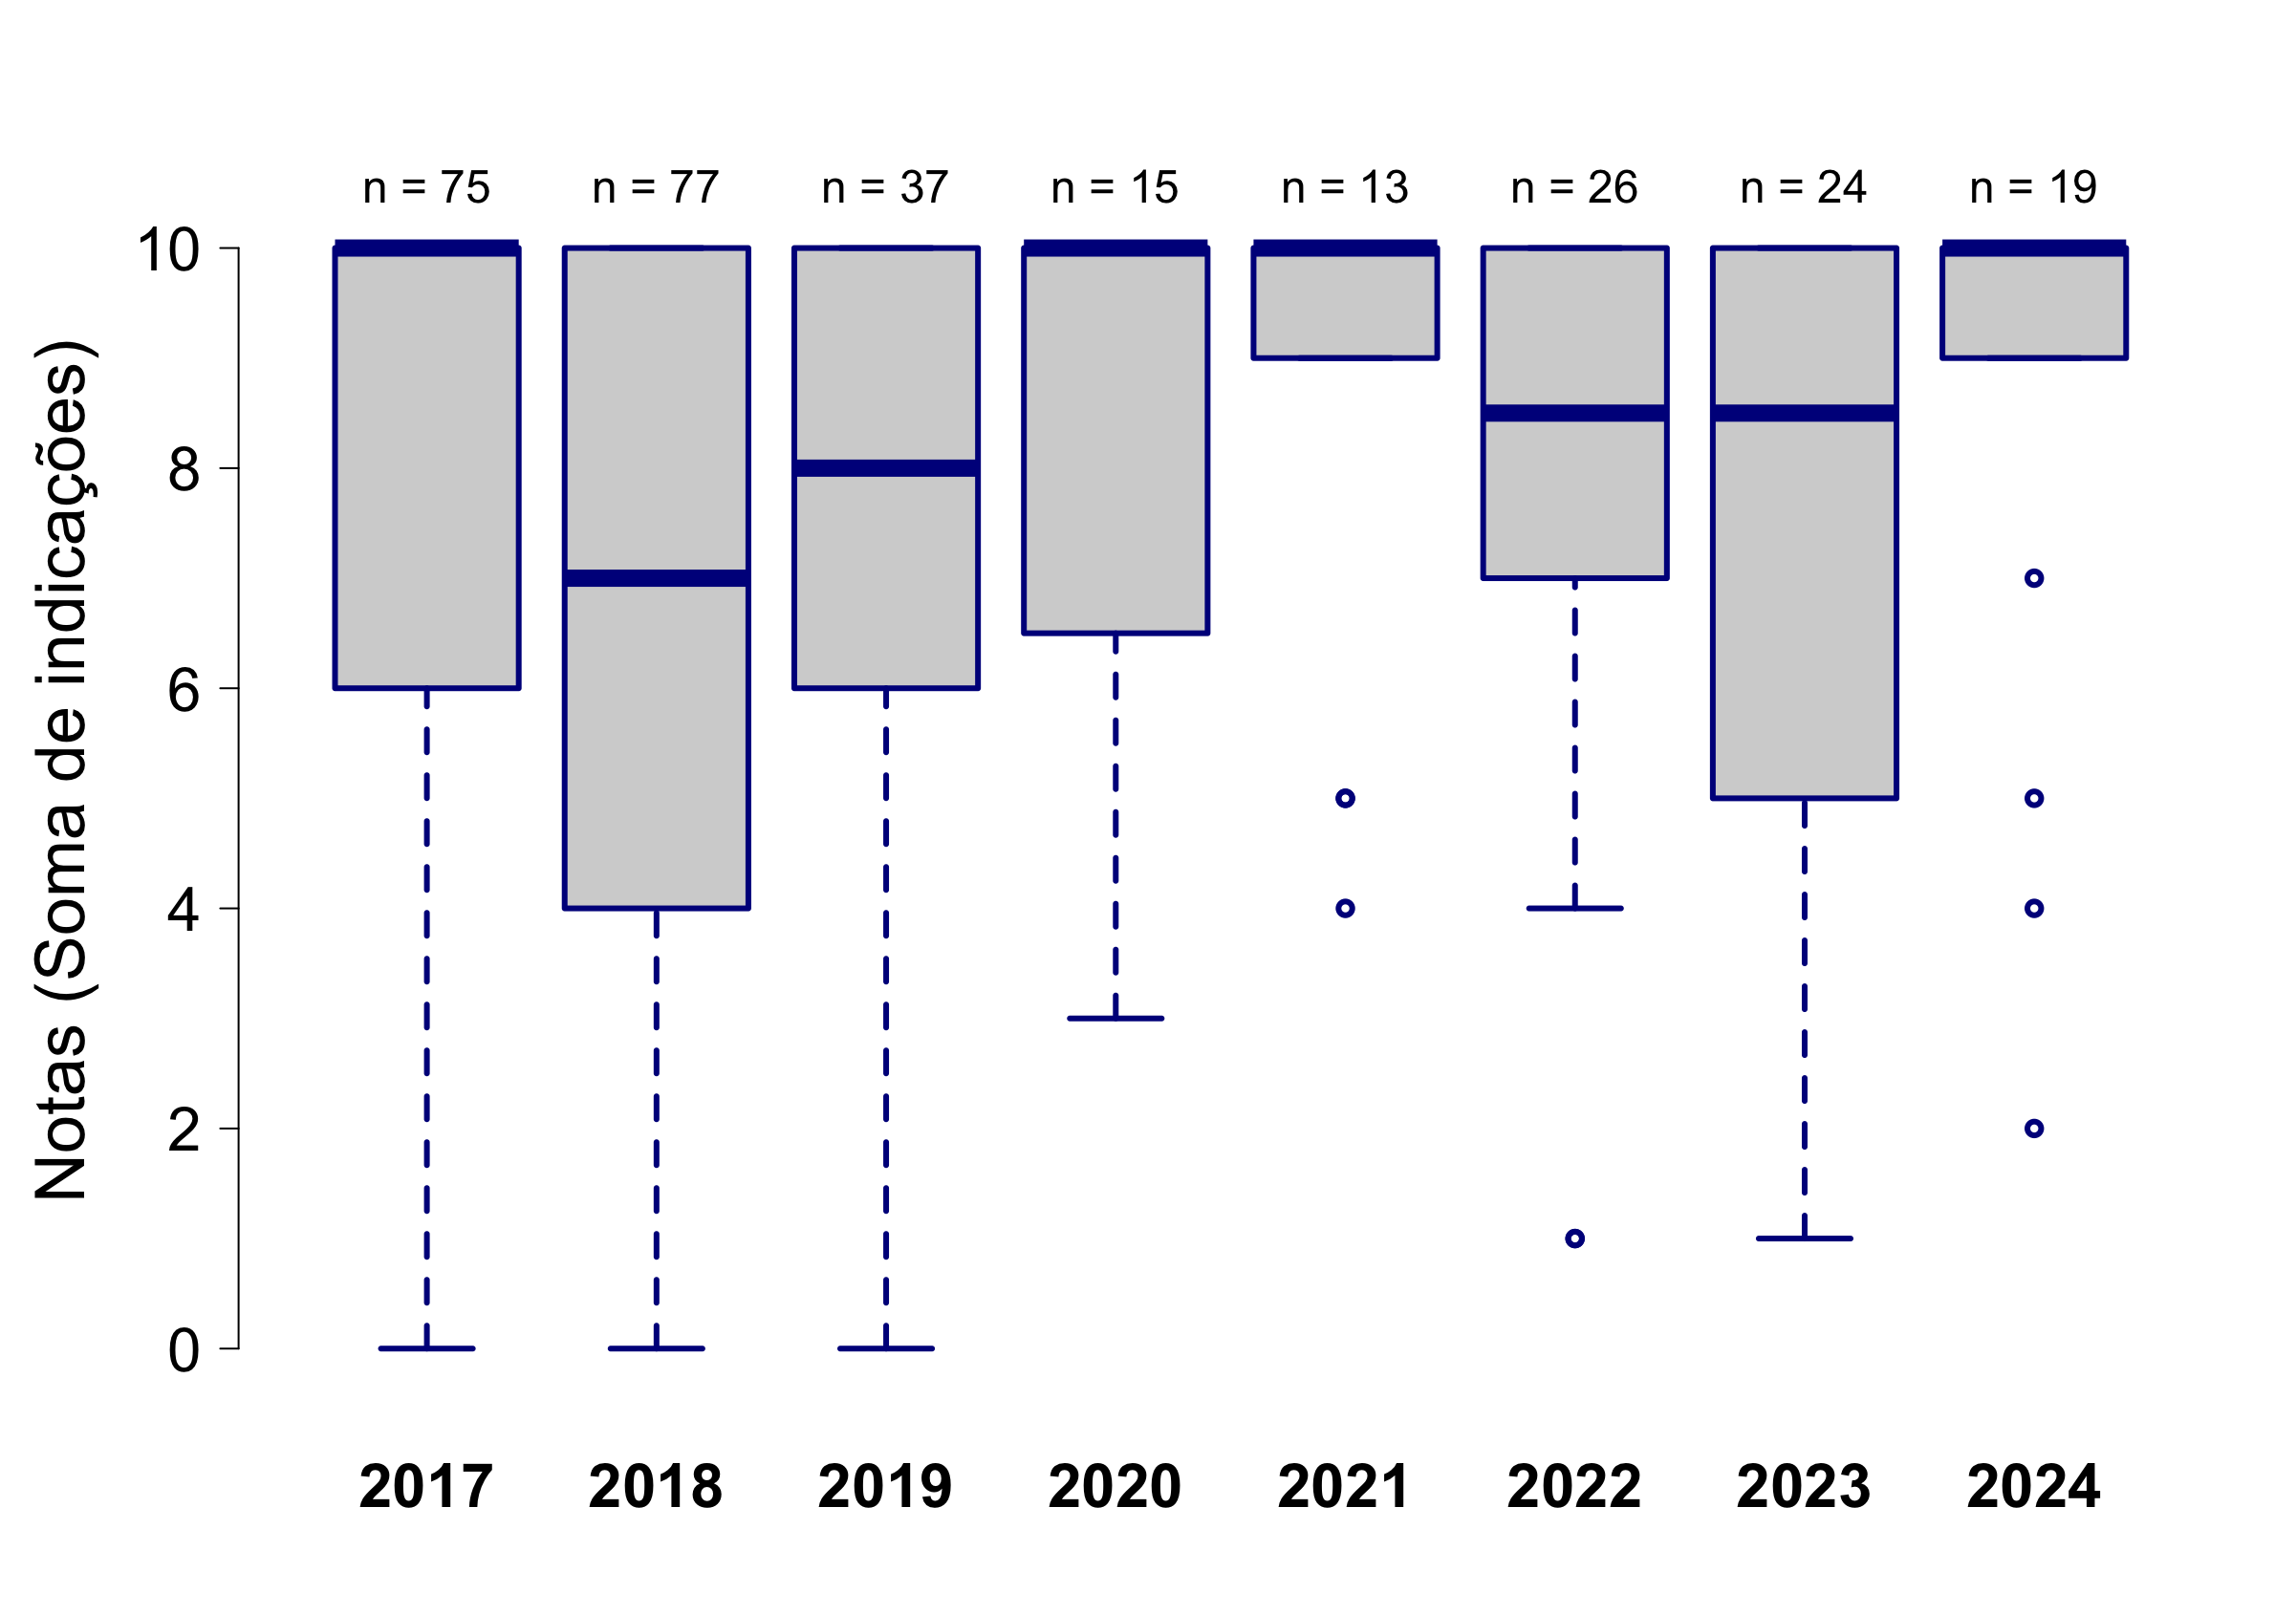 n = 75 n = 77 n = 37 n = 15 n = 13 n = 26 n = 24 n = 19
Notas (Soma de indicações)
10
8
6
4
2
0
2017 2018 2019 2020 2021 2022 2023 2024